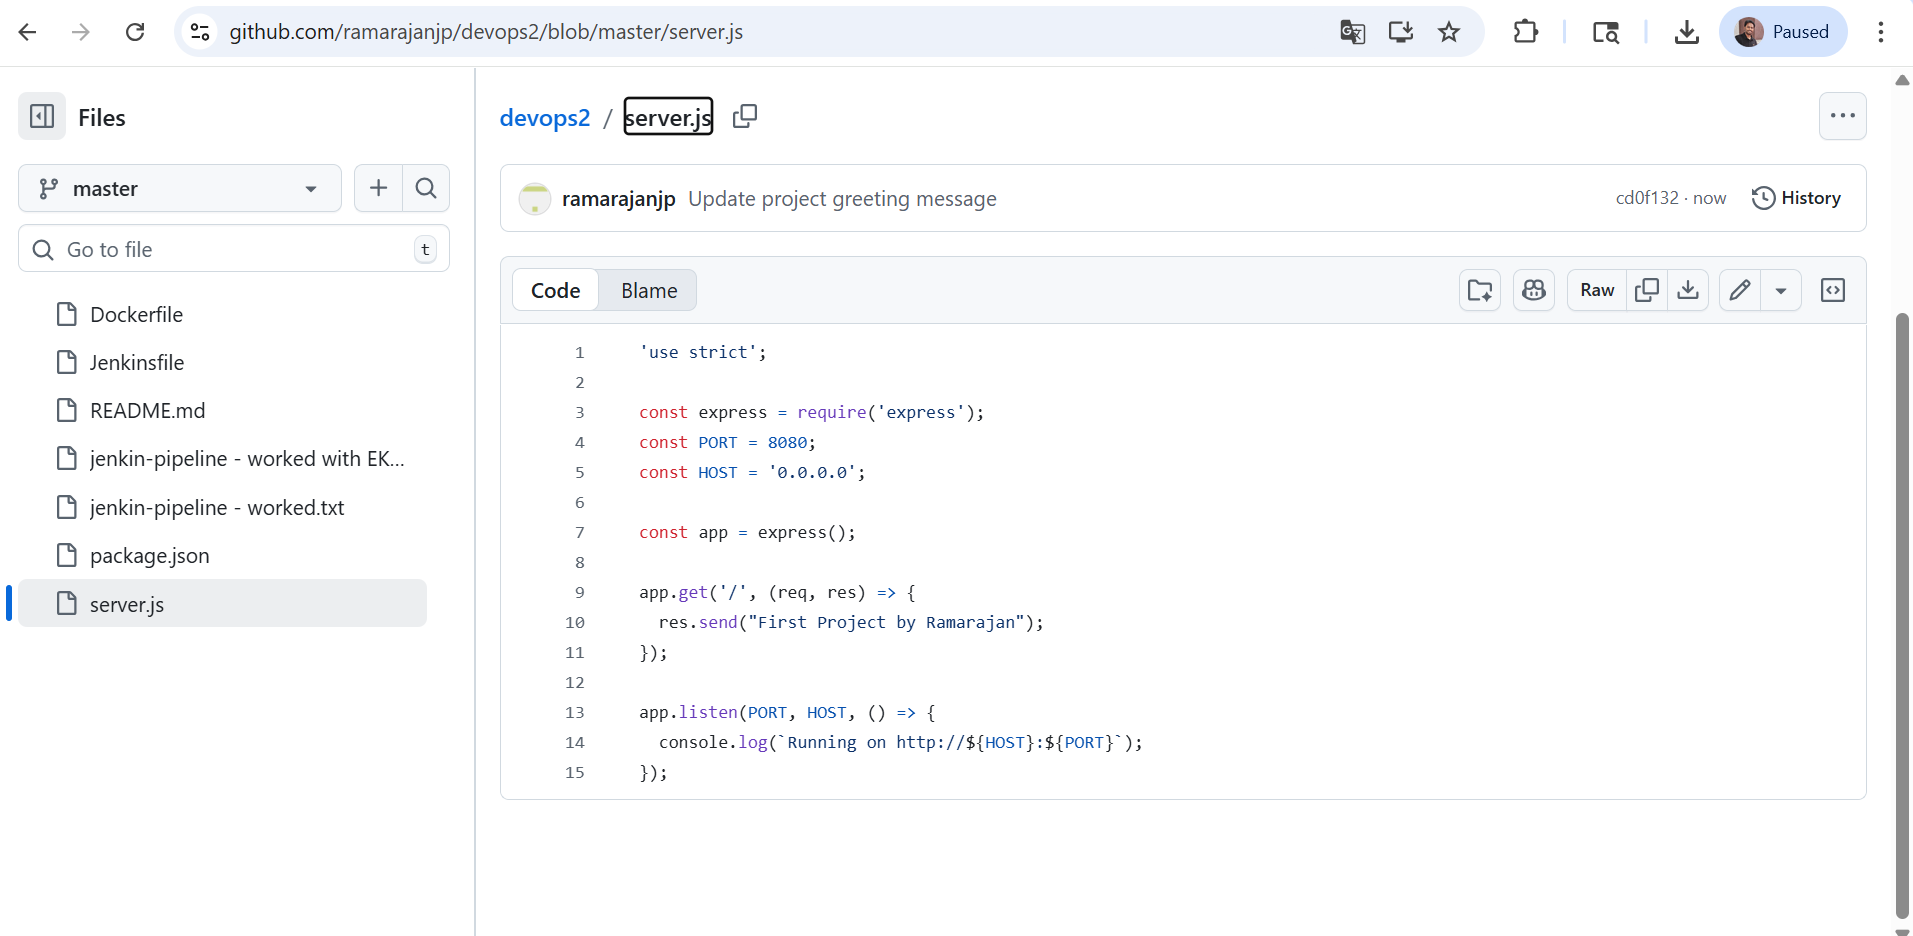 github.com/ramarajanjp/devops2/blob/master/server.js
Paused
Files
master
Go to file
t
Dockerfile
Jenkinsfile
README.md
jenkin-pipeline - worked with EK...
jenkin-pipeline - worked.txt
package.json
server.js
devops2 / server.js
ramarajanjp Update project greeting message
cd0f132 · now
History
Code
Blame
Raw
1 'use strict';
2
3 const express = require('express');
4 const PORT = 8080;
5 const HOST = '0.0.0.0';
6
7 const app = express();
8
9 app.get('/', (req, res) => {
10   res.send("First Project by Ramarajan");
11 });
12
13 app.listen(PORT, HOST, () => {
14   console.log(`Running on http://${HOST}:${PORT}`);
15 });